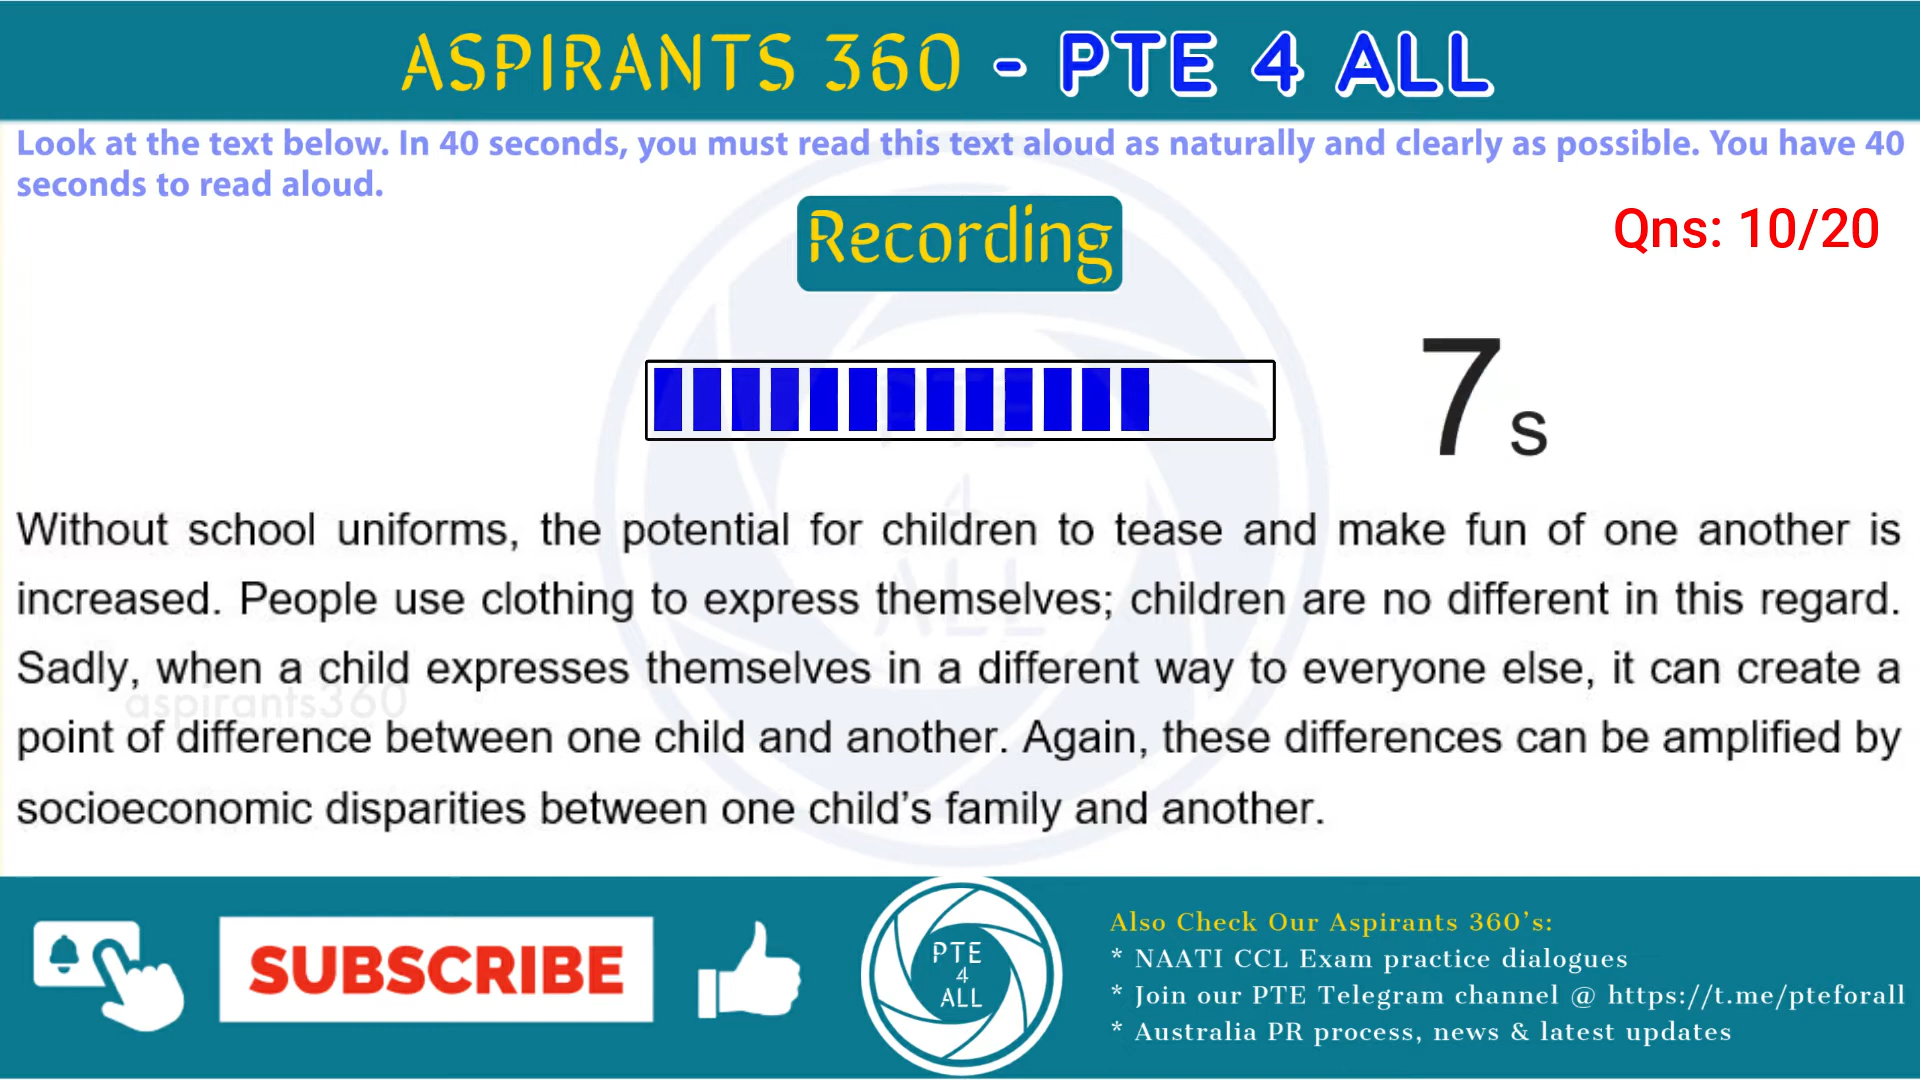 ASPIRANTS 360 - PTE 4 ALL
Look at the text below. In 40 seconds, you must read this text aloud as naturally and clearly as possible. You have 40
seconds to read aloud.
Recording
Qns: 10/20
7 s
PTE
4
ALL
Without school uniforms, the potential for children to tease and make fun of one another is
increased. People use clothing to express themselves; children are no different in this regard.
Sadly, when a child expresses themselves in a different way to everyone else, it can create a
aspirants360
point of difference between one child and another. Again, these differences can be amplified by
socioeconomic disparities between one child’s family and another.
SUBSCRIBE
PTE
4
ALL
Also Check Our Aspirants 360's:
* NAATI CCL Exam practice dialogues
* Join our PTE Telegram channel @ https://t.me/pteforall
* Australia PR process, news & latest updates